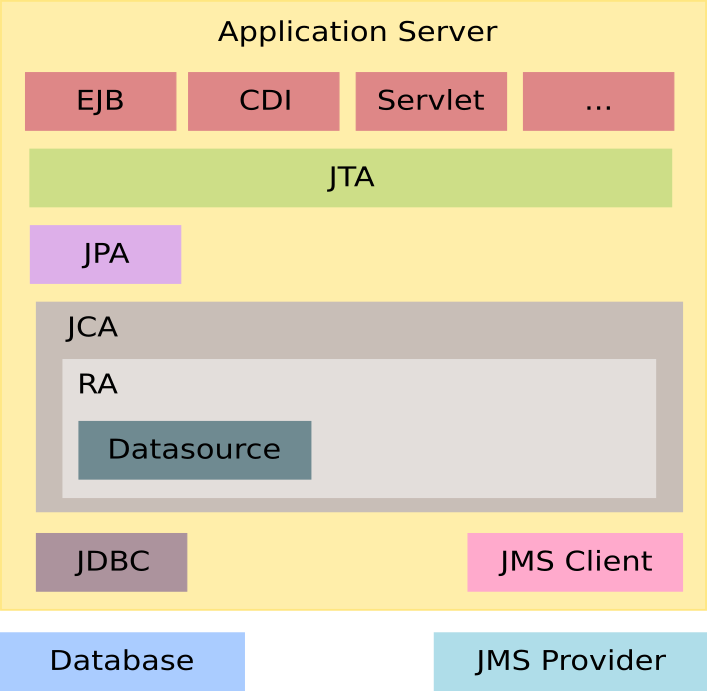 Application Server
EJB CDI Servlet ...
JTA
JPA
JCA
RA
Datasource
JDBC JMS Client
Database JMS Provider